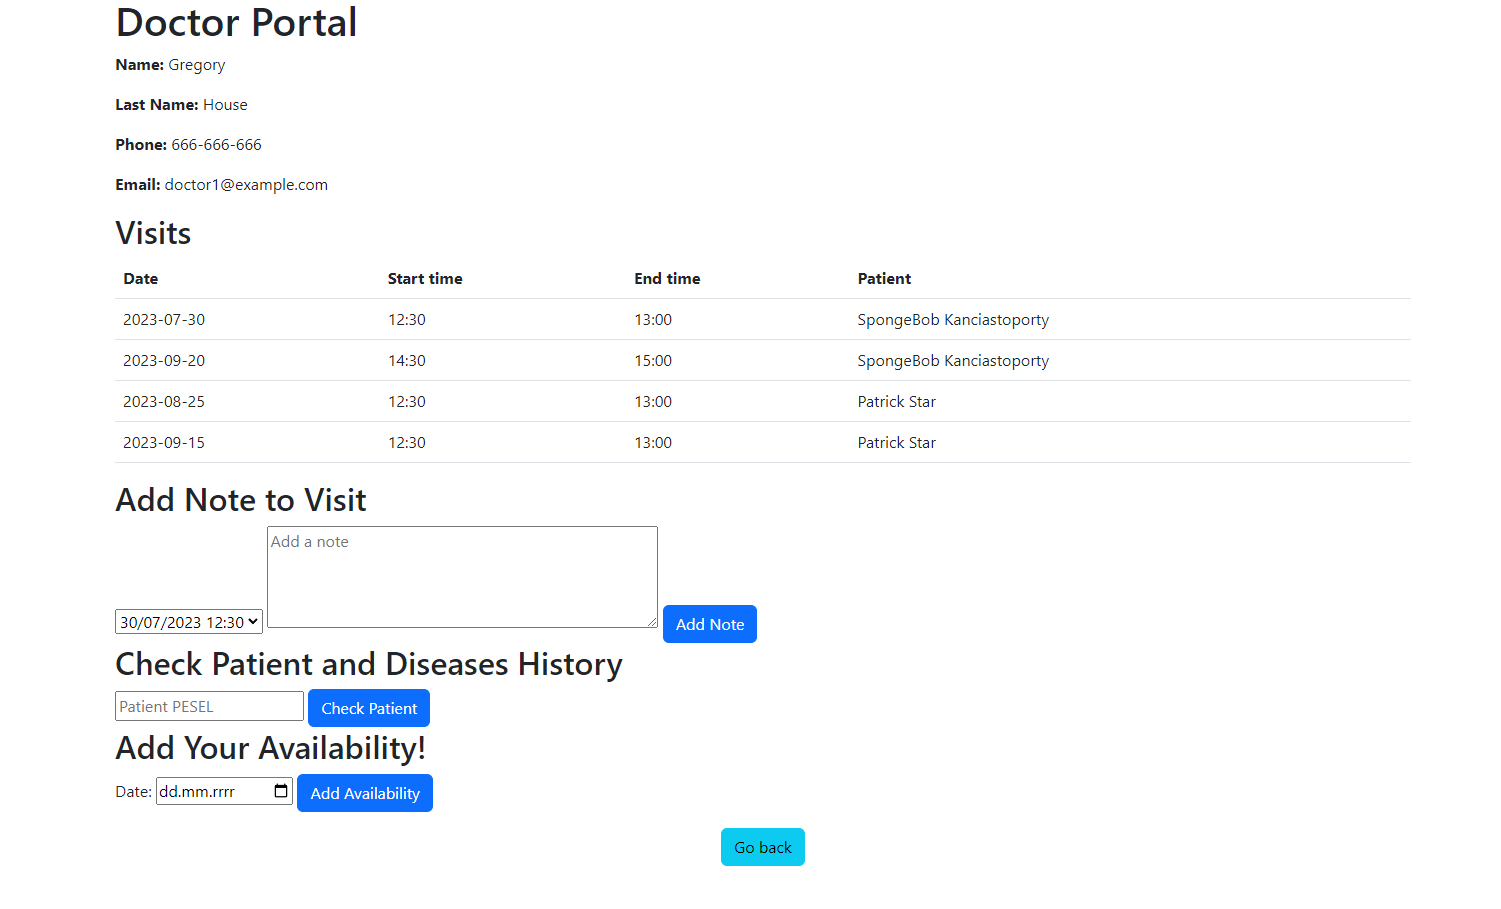 Doctor Portal
Name: Gregory
Last Name: House
Phone: 666-666-666
Email: doctor1@example.com
Visits
Date Start time End time Patient
2023-07-30 12:30 13:00 SpongeBob Kanciastoporty
2023-09-20 14:30 15:00 SpongeBob Kanciastoporty
2023-08-25 12:30 13:00 Patrick Star
2023-09-15 12:30 13:00 Patrick Star
Add Note to Visit
Add a note
30/07/2023 12:30 Add Note
Check Patient and Diseases History
Patient PESEL Check Patient
Add Your Availability!
Date: dd.mm.rrrr Add Availability
Go back